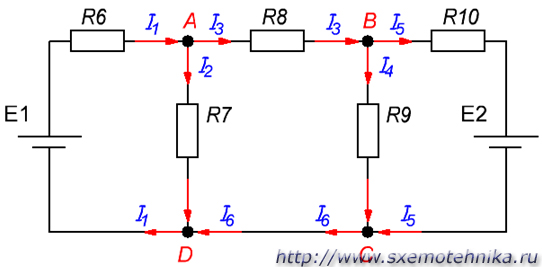 R6 I1 A I3 R8 I3 B I5 R10
I2 I4
E1 R7 R9 E2
I1 I6 I6 I5
D C
http://www.sxemotehnika.ru